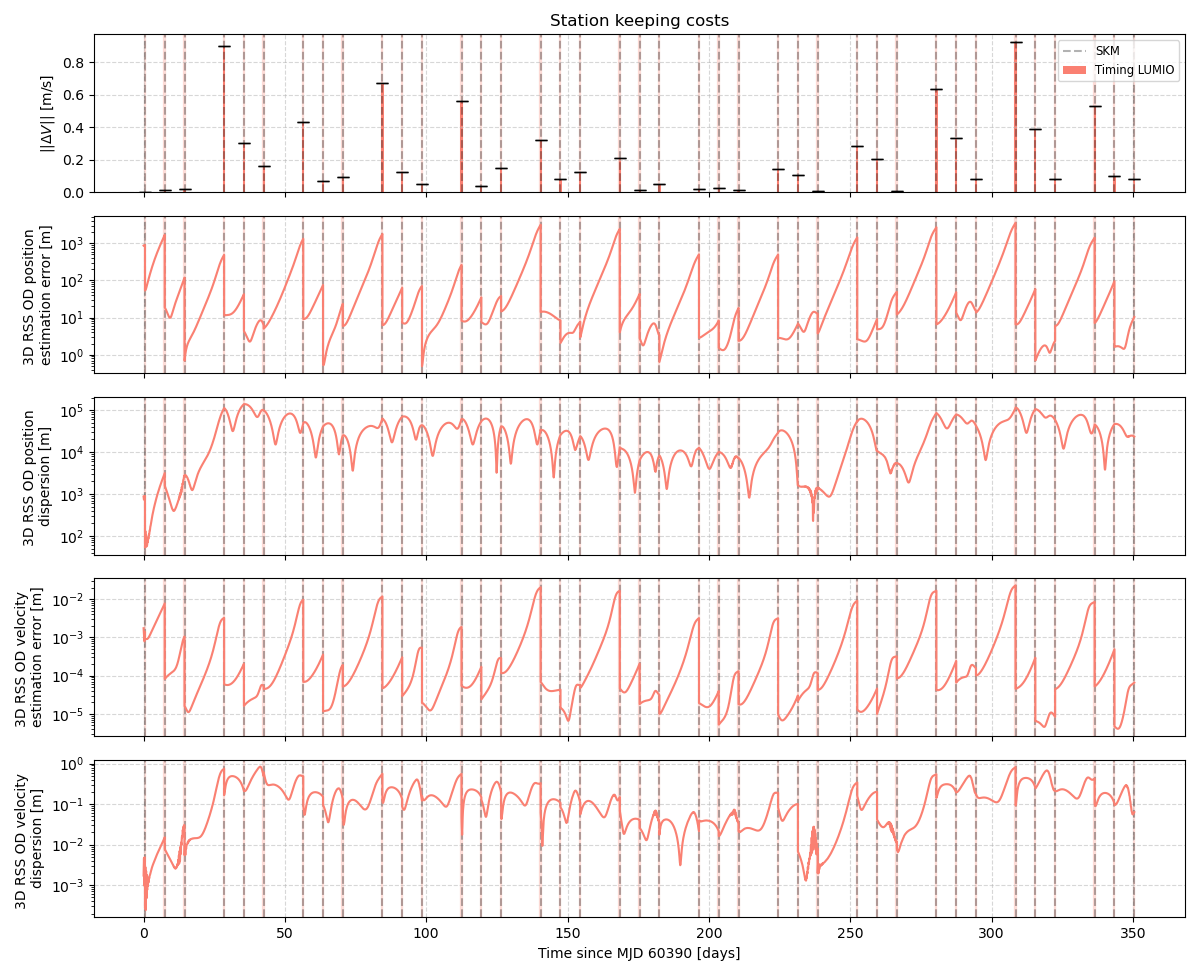 Station keeping costs
||ΔV|| [m/s]
0.8
0.6
0.4
0.2
0.0
SKM
Timing LUMIO
3D RSS OD position
estimation error [m]
10³
10²
10¹
10⁰
3D RSS OD position
dispersion [m]
10⁵
10⁴
10³
10²
3D RSS OD velocity
estimation error [m]
10⁻²
10⁻³
10⁻⁴
10⁻⁵
3D RSS OD velocity
dispersion [m]
10⁰
10⁻¹
10⁻²
10⁻³
0 50 100 150 200 250 300 350
Time since MJD 60390 [days]